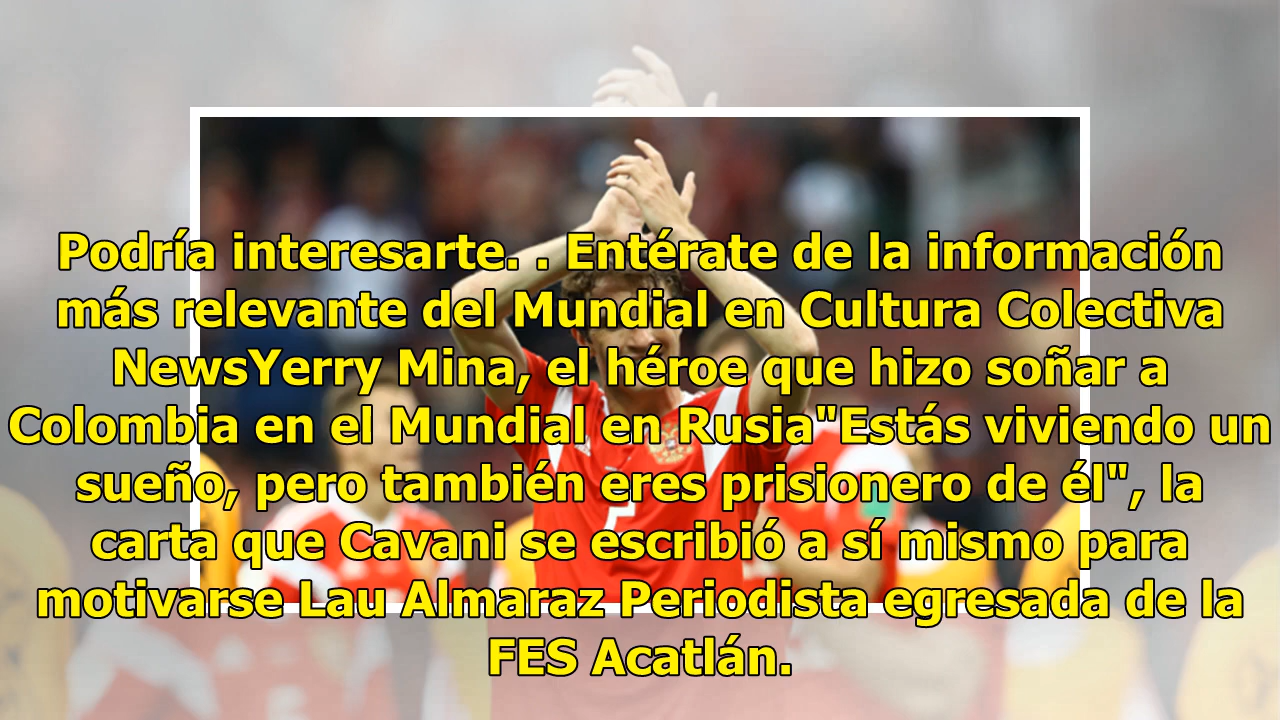 Podría interesarte. . Entérate de la información
más relevante del Mundial en Cultura Colectiva
NewsYerry Mina, el héroe que hizo soñar a
Colombia en el Mundial en Rusia"Estás viviendo un
sueño, pero también eres prisionero de él", la
carta que Cavani se escribió a sí mismo para
motivarse Lau Almaraz Periodista egresada de la
FES Acatlán.